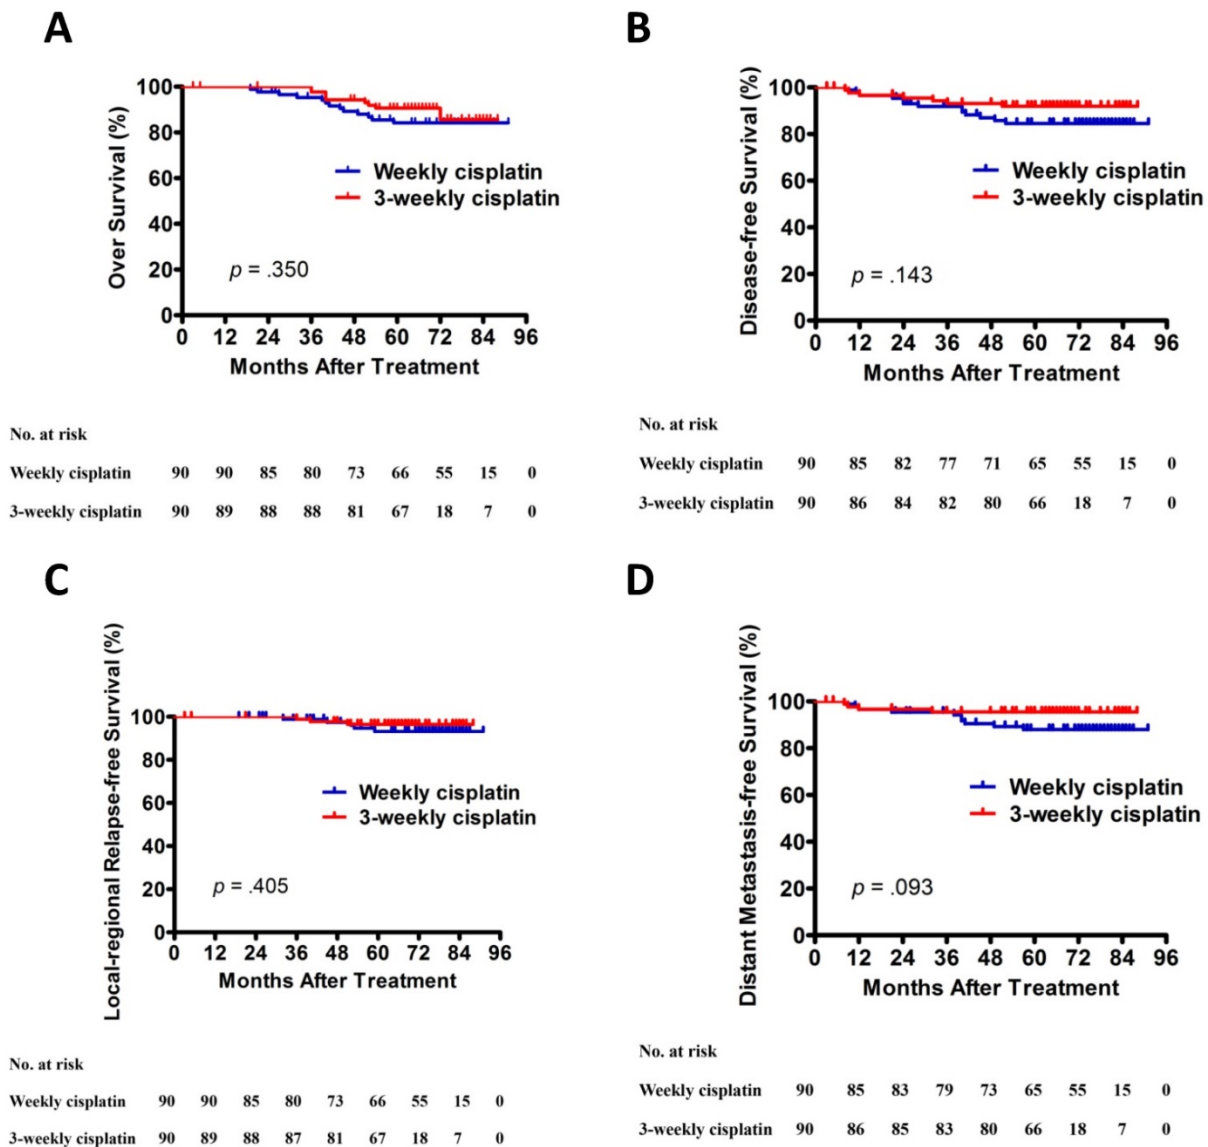 A
Over Survival (%)
100
80
60
40
20
0
Weekly cisplatin
3-weekly cisplatin
p = .350
0 12 24 36 48 60 72 84 96
Months After Treatment
No. at risk
Weekly cisplatin 90 90 85 80 73 66 55 15 0
3-weekly cisplatin 90 89 88 88 81 67 18 7 0
B
Disease-free Survival (%)
100
80
60
40
20
0
Weekly cisplatin
3-weekly cisplatin
p = .143
0 12 24 36 48 60 72 84 96
Months After Treatment
No. at risk
Weekly cisplatin 90 85 82 77 71 65 55 15 0
3-weekly cisplatin 90 86 84 82 80 66 18 7 0
C
Local-regional Relapse-free Survival (%)
100
80
60
40
20
0
Weekly cisplatin
3-weekly cisplatin
p = .405
0 12 24 36 48 60 72 84 96
Months After Treatment
No. at risk
Weekly cisplatin 90 90 85 80 73 66 55 15 0
3-weekly cisplatin 90 89 88 87 81 67 18 7 0
D
Distant Metastasis-free Survival (%)
100
80
60
40
20
0
Weekly cisplatin
3-weekly cisplatin
p = .093
0 12 24 36 48 60 72 84 96
Months After Treatment
No. at risk
Weekly cisplatin 90 85 83 79 73 65 55 15 0
3-weekly cisplatin 90 86 85 83 80 66 18 7 0